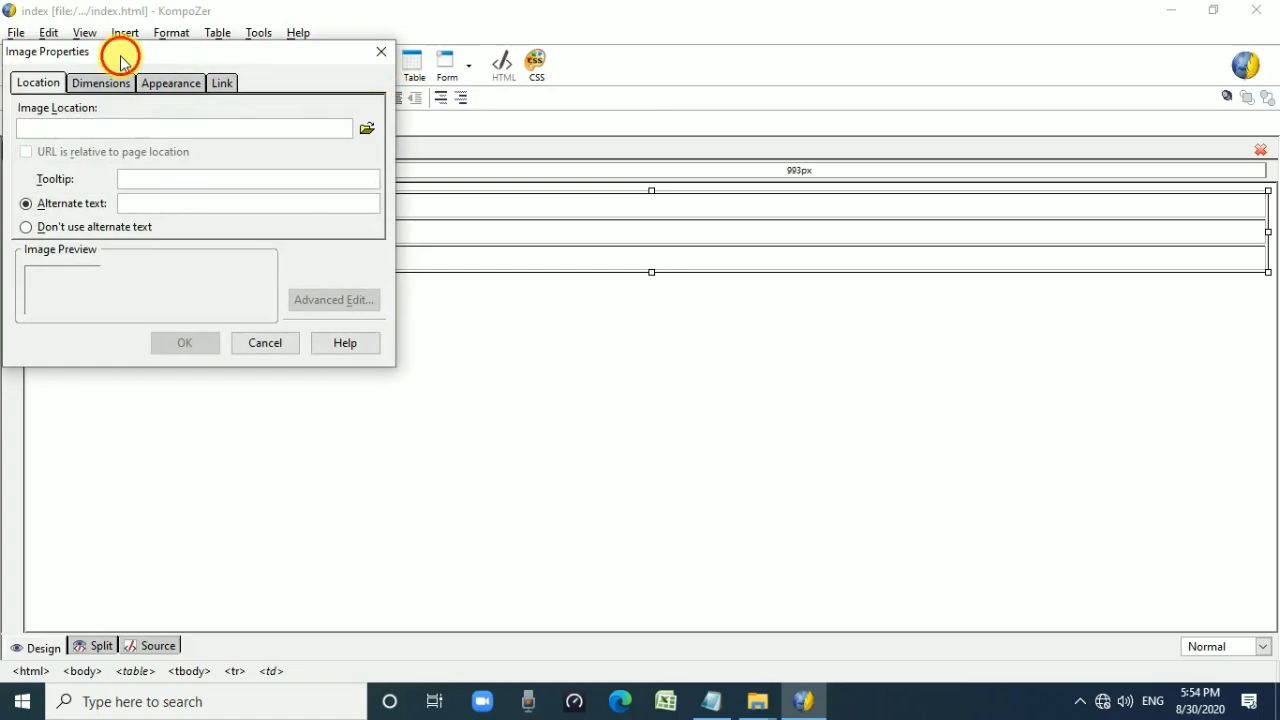 index [file:/.../index.html] - KompoZer
File Edit View Insert Format Table Tools Help
Image Properties
Table Form HTML CSS
CSS
Location Dimensions Appearance Link
Image Location:
URL is relative to page location
993px
Tooltip:
Alternate text:
Don't use alternate text
Image Preview
Advanced Edit...
OK Cancel Help
Design Split Source
Normal
<html> <body> <table> <tbody> <tr> <td>
Type here to search
ENG
5:54 PM
8/30/2020